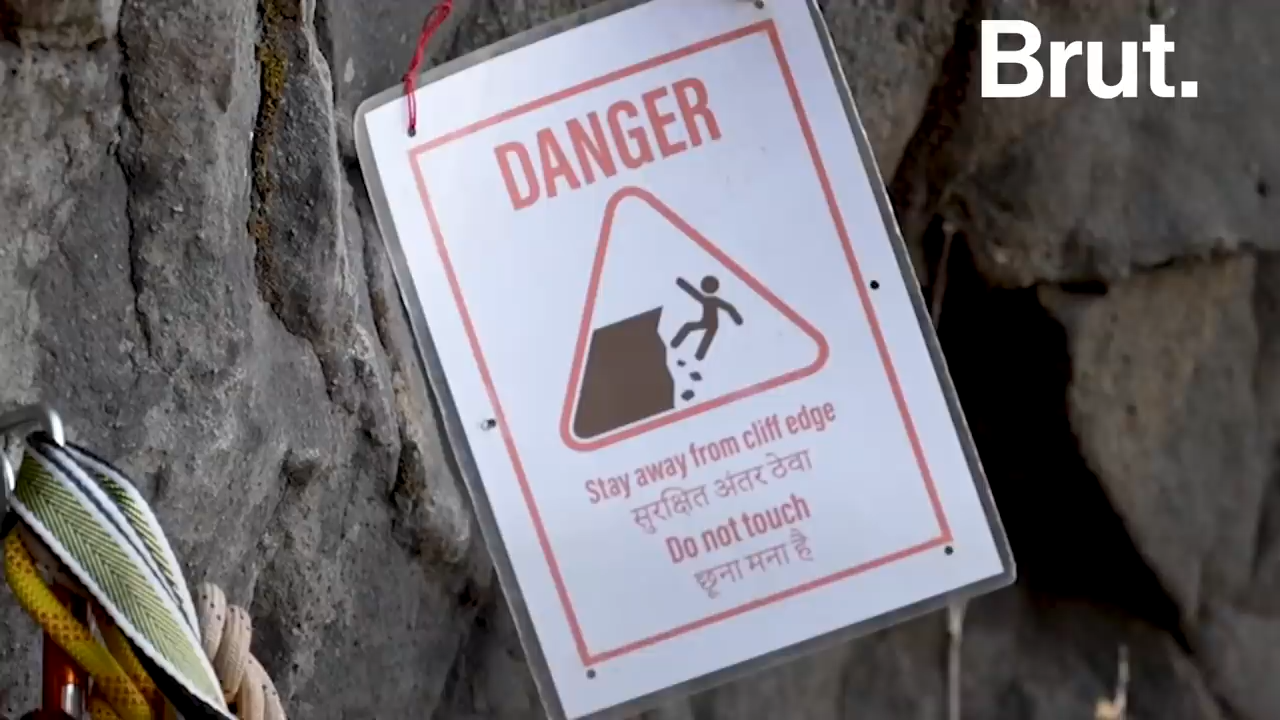 Brut.
DANGER
Stay away from cliff edge
सुरक्षित अंतर ठेवा
Do not touch
छूना मना है